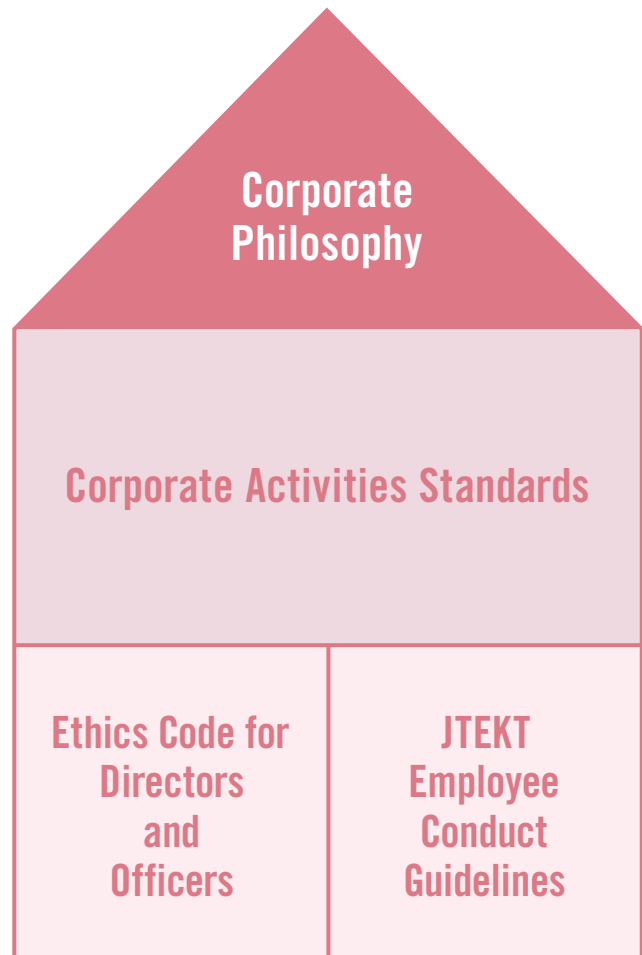 Corporate
Philosophy
Corporate Activities Standards
Ethics Code for
Directors
and
Officers
JTEKT
Employee
Conduct
Guidelines